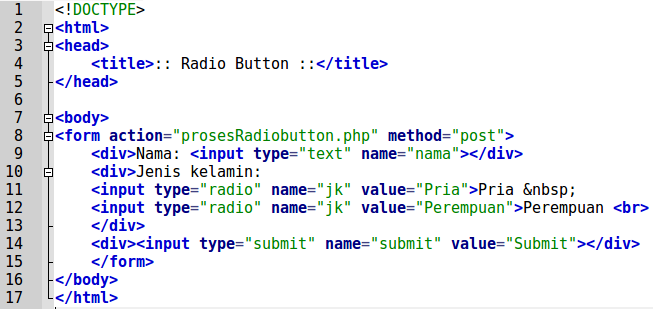 1 <!DOCTYPE>
2 <html>
3 <head>
4     <title>:: Radio Button ::</title>
5 </head>
6
7 <body>
8 <form action="prosesRadiobutton.php" method="post">
9     <div>Nama: <input type="text" name="nama"></div>
10     <div>Jenis kelamin:
11     <input type="radio" name="jk" value="Pria">Pria &nbsp;
12     <input type="radio" name="jk" value="Perempuan">Perempuan <br>
13     </div>
14     <div><input type="submit" name="submit" value="Submit"></div>
15     </form>
16 </body>
17 </html>